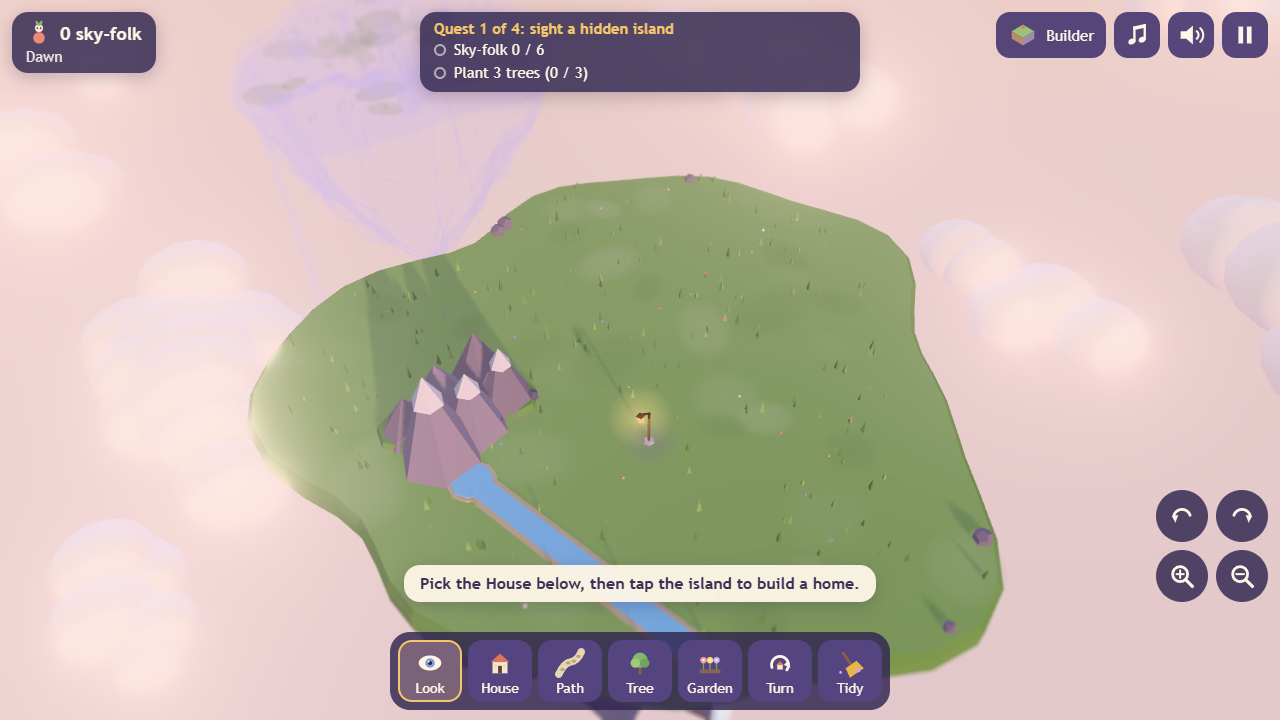 0 sky-folk
Dawn
Quest 1 of 4: sight a hidden island
Sky-folk 0 / 6
Plant 3 trees (0 / 3)
Builder
Pick the House below, then tap the island to build a home.
Look
House
Path
Tree
Garden
Turn
Tidy